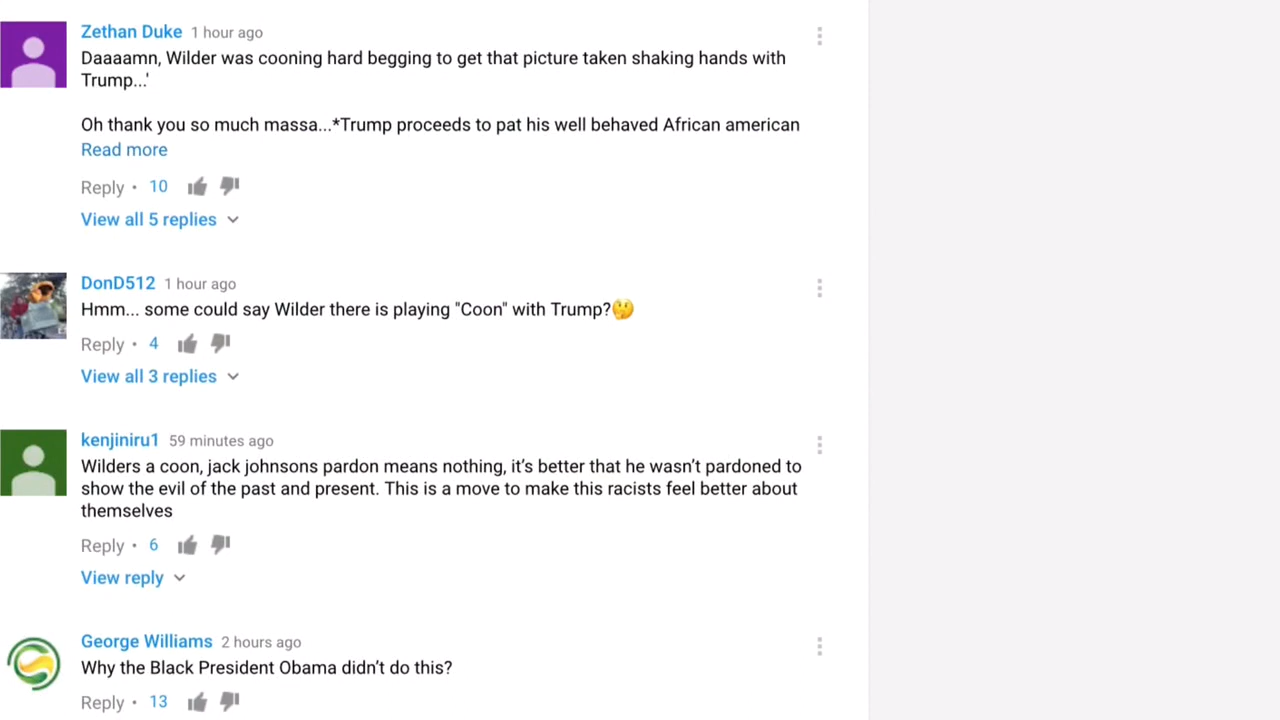 Zethan Duke 1 hour ago
Daaaamn, Wilder was cooning hard begging to get that picture taken shaking hands with
Trump...'
Oh thank you so much massa...*Trump proceeds to pat his well behaved African american
Read more
Reply • 10
View all 5 replies
DonD512 1 hour ago
Hmm... some could say Wilder there is playing "Coon" with Trump?🤔
Reply • 4
View all 3 replies
kenjiniru1 59 minutes ago
Wilders a coon, jack johnsons pardon means nothing, it’s better that he wasn’t pardoned to
show the evil of the past and present. This is a move to make this racists feel better about
themselves
Reply • 6
View reply
George Williams 2 hours ago
Why the Black President Obama didn’t do this?
Reply • 13